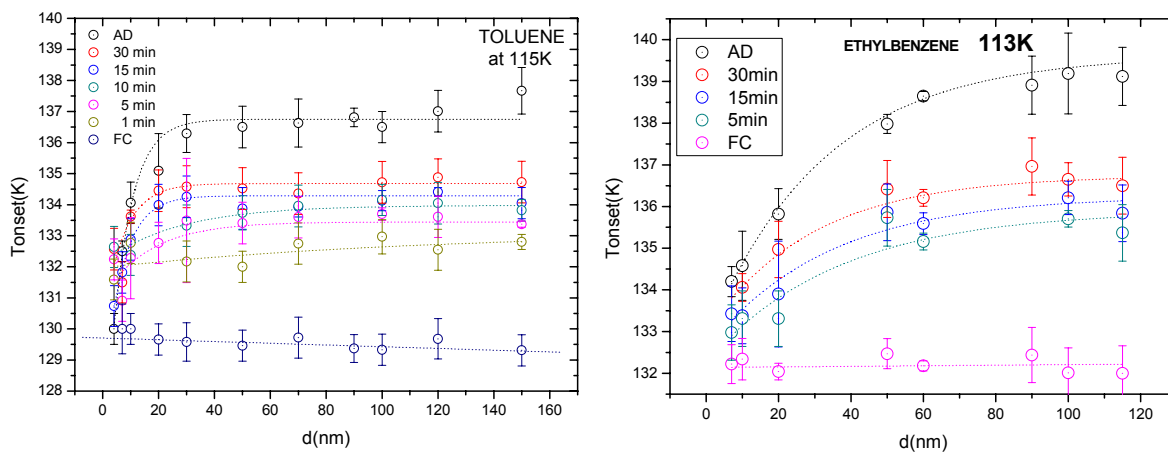 TOLUENE
at 115K
AD
30 min
15 min
10 min
5 min
1 min
FC
140
139
138
137
136
135
134
133
132
131
130
129
128
Tonset(K)
0 20 40 60 80 100 120 140 160
d(nm)
ETHYLBENZENE 113K
AD
30min
15min
5min
FC
140
139
138
137
136
135
134
133
132
Tonset(K)
0 20 40 60 80 100 120
d(nm)